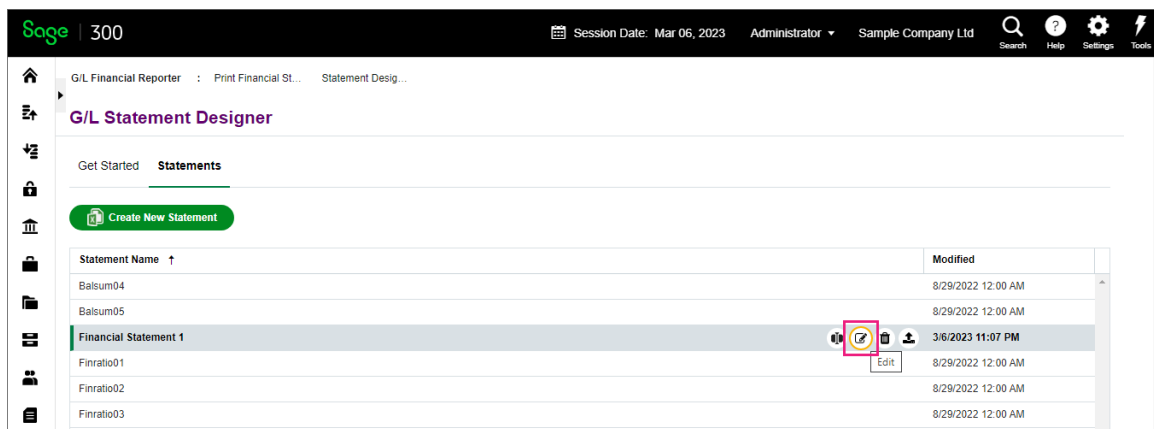 Sage 300 Session Date: Mar 06, 2023 Administrator Sample Company Ltd Search Help Settings Tools
G/L Financial Reporter : Print Financial St... Statement Desig...
G/L Statement Designer
Get Started Statements
Create New Statement
Statement Name ↑ Modified
Balsum04 8/29/2022 12:00 AM
Balsum05 8/29/2022 12:00 AM
Financial Statement 1 3/6/2023 11:07 PM
Edit
Finratio01 8/29/2022 12:00 AM
Finratio02 8/29/2022 12:00 AM
Finratio03 8/29/2022 12:00 AM